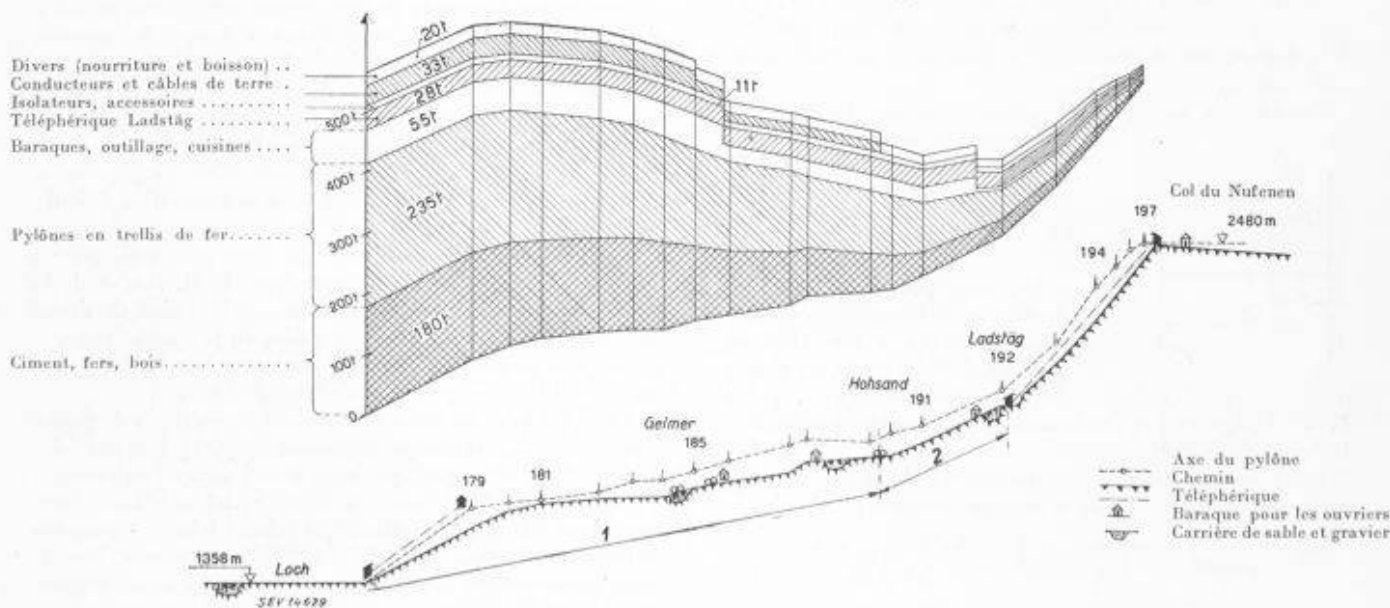 Divers (nourriture et boisson) ..
Conducteurs et câbles de terre .
Isolateurs, accessoires ..........
Téléphérique Ladstäg ..........
Baraques, outillage, cuisines ....
Pylônes en trellis de fer.......
Ciment, fers, bois..................
500t
400t
300t
200t
100t
0
20t
33t
28t
55t
235t
180t
11t
Col du Nufenen
2480 m
197
194
Ladstäg
192
Hohsand
191
Gelmer
185
181
179
1
2
1358 m
Loch
SEV 14679
Axe du pylône
Chemin
Téléphérique
Baraque pour les ouvriers
Carrière de sable et gravier